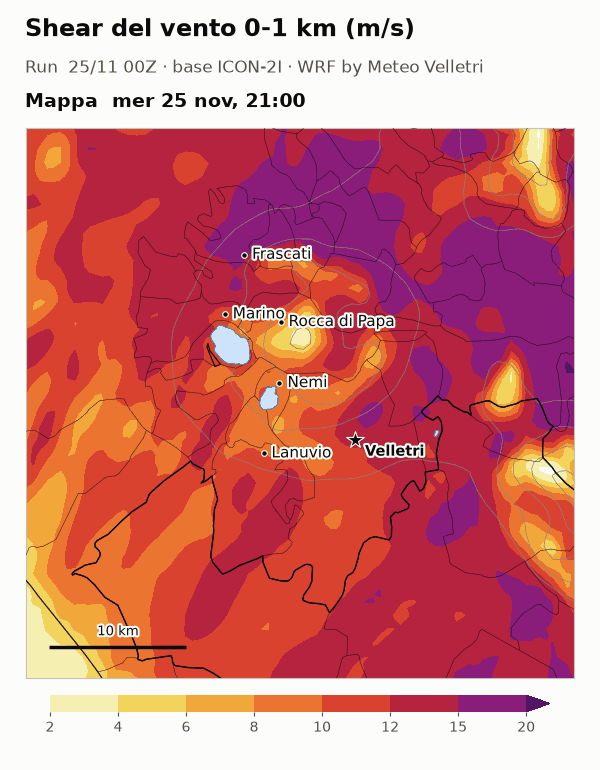 Shear del vento 0-1 km (m/s)
Run  25/11 00Z · base ICON-2I · WRF by Meteo Velletri
Mappa  mer 25 nov, 21:00
Frascati
Marino
Rocca di Papa
Nemi
Velletri
Lanuvio
10 km
2 4 6 8 10 12 15 20